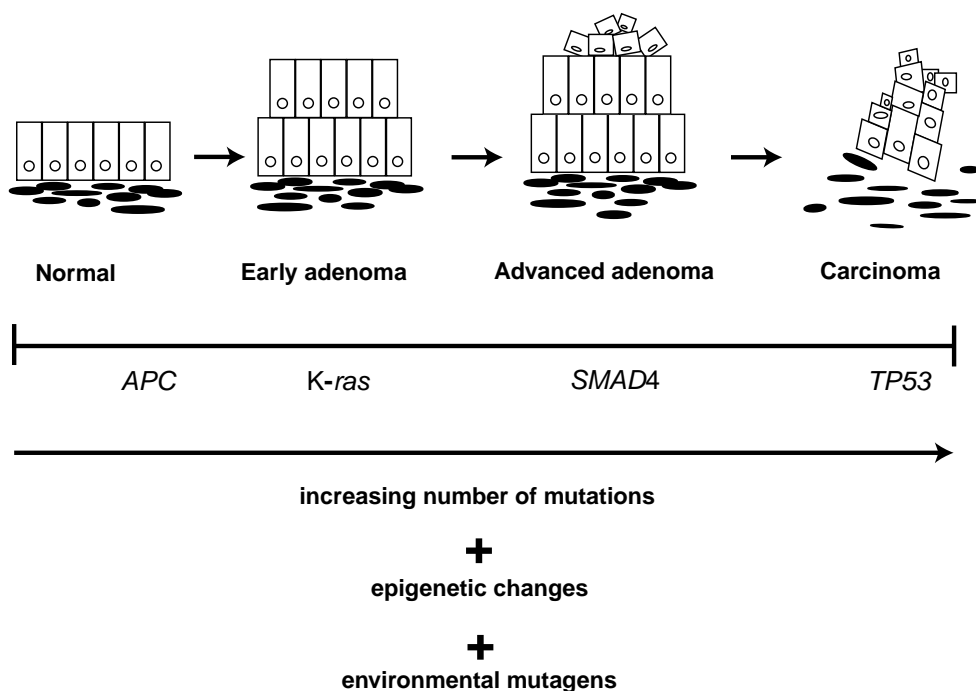 Normal Early adenoma Advanced adenoma Carcinoma
APC K-ras SMAD4 TP53
increasing number of mutations
+
epigenetic changes
+
environmental mutagens